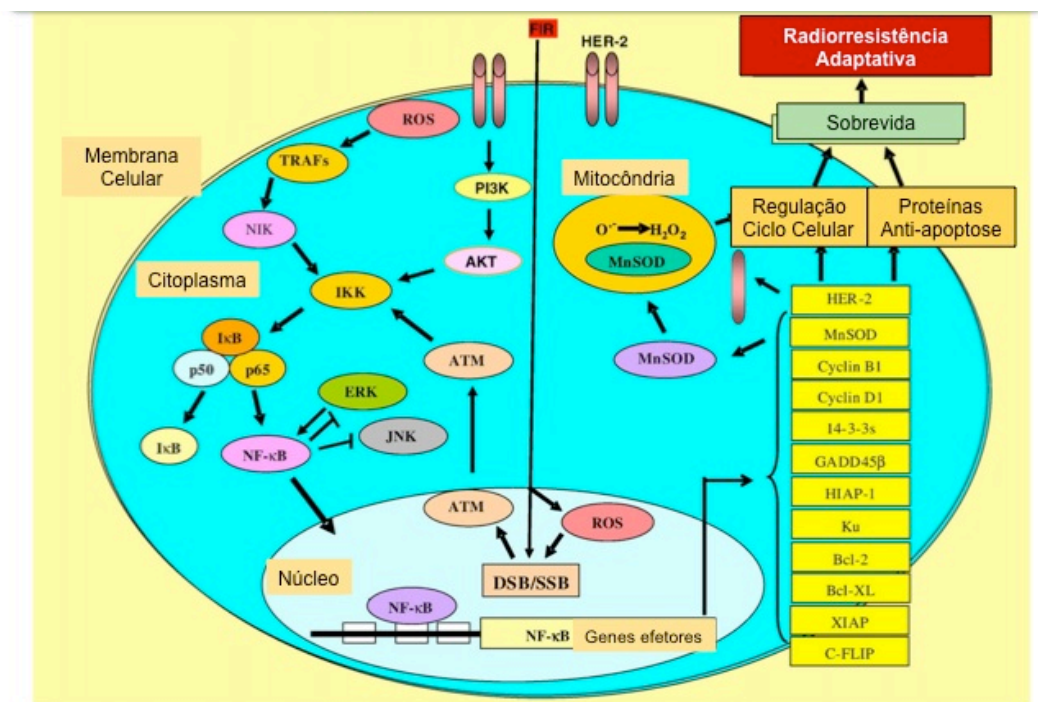 FIR
HER-2
Radiorresistência
Adaptativa
Sobrevida
ROS
Membrana
Celular
TRAFs
PI3K
Mitocôndria
Regulação
Ciclo Celular
Proteínas
Anti-apoptose
NIK
O˙⁻ H₂O₂
AKT
MnSOD
Citoplasma
IKK
HER-2
IκB
MnSOD
p50
p65
ATM
MnSOD
Cyclin B1
ERK
Cyclin D1
JNK
14-3-3s
IκB
NF-κB
GADD45β
HIAP-1
ATM
ROS
Ku
Bcl-2
Núcleo
DSB/SSB
Bcl-XL
NF-κB
XIAP
NF-κB
Genes efetores
C-FLIP